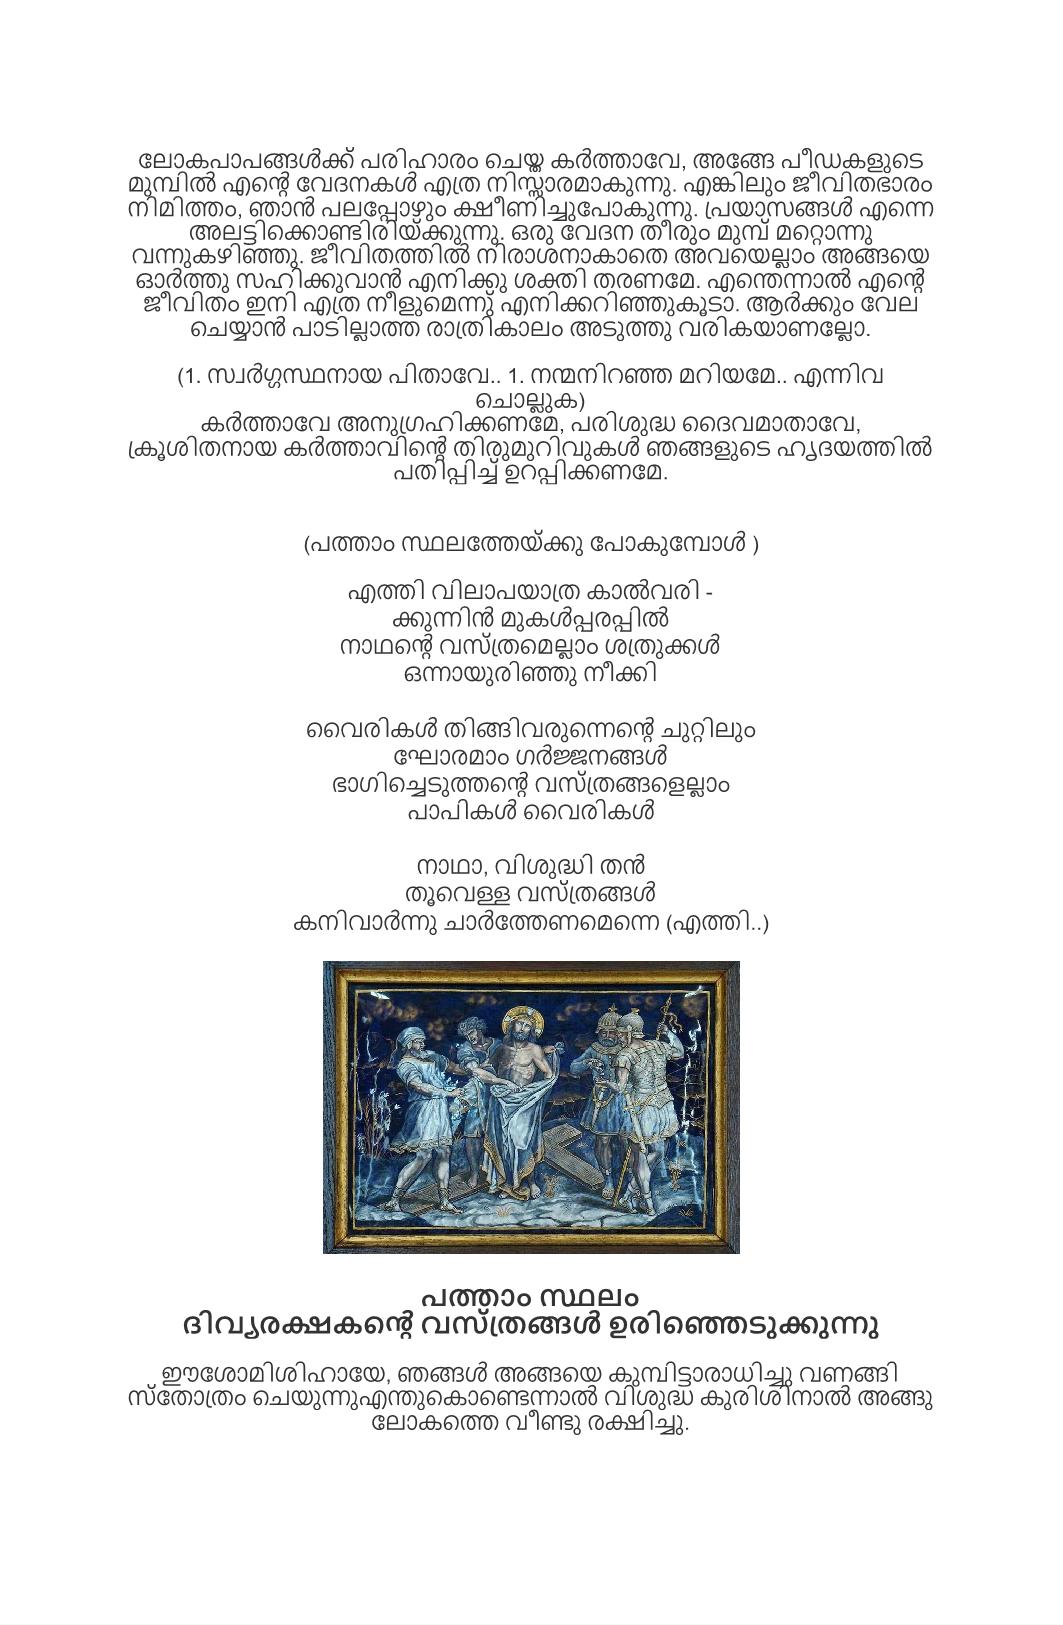 ലോകപാപങ്ങൾക്ക് പരിഹാരം ചെയ്ത കർത്താവേ, അങ്ങേ പീഡകളുടെ
മുമ്പിൽ എന്റെ വേദനകൾ എത്ര നിസ്സാരമാകുന്നു. എങ്കിലും ജീവിതഭാരം
നിമിത്തം, ഞാൻ പലപ്പോഴും ക്ഷീണിച്ചുപോകുന്നു. പ്രയാസങ്ങൾ എന്നെ
അലട്ടിക്കൊണ്ടിരിയ്ക്കുന്നു. ഒരു വേദന തീരും മുമ്പ് മറ്റൊന്നു
വന്നുകഴിഞ്ഞു. ജീവിതത്തിൽ നിരാശനാകാതെ അവയെല്ലാം അങ്ങയെ
ഓർത്തു സഹിക്കുവാൻ എനിക്കു ശക്തി തരണമേ. എന്തെന്നാൽ എന്റെ
ജീവിതം ഇനി എത്ര നീളുമെന്നു് എനിക്കറിഞ്ഞുകൂടാ. ആർക്കും വേല
ചെയ്യാൻ പാടില്ലാത്ത രാത്രികാലം അടുത്തു വരികയാണല്ലോ.
(1. സ്വർഗ്ഗസ്ഥനായ പിതാവേ.. 1. നന്മനിറഞ്ഞ മറിയമേ.. എന്നിവ
ചൊല്ലുക)
കർത്താവേ അനുഗ്രഹിക്കണമേ, പരിശുദ്ധ ദൈവമാതാവേ,
ക്രൂശിതനായ കർത്താവിന്റെ തിരുമുറിവുകൾ ഞങ്ങളുടെ ഹൃദയത്തിൽ
പതിപ്പിച്ച് ഉറപ്പിക്കണമേ.
(പത്താം സ്ഥലത്തേയ്ക്കു പോകുമ്പോൾ )
എത്തി വിലാപയാത്ര കാൽവരി -
ക്കുന്നിൻ മുകൾപ്പരപ്പിൽ
നാഥന്റെ വസ്ത്രമെല്ലാം ശത്രുക്കൾ
ഒന്നായുരിഞ്ഞു നീക്കി
വൈരികൾ തിങ്ങിവരുന്നെന്റെ ചുറ്റിലും
ഘോരമാം ഗർജ്ജനങ്ങൾ
ഭാഗിച്ചെടുത്തന്റെ വസ്ത്രങ്ങളെല്ലാം
പാപികൾ വൈരികൾ
നാഥാ, വിശുദ്ധി തൻ
തൂവെള്ള വസ്ത്രങ്ങൾ
കനിവാർന്നു ചാർത്തേണമെന്നെ (എത്തി..)
പത്താം സ്ഥലം
ദിവ്യരക്ഷകന്റെ വസ്ത്രങ്ങൾ ഉരിഞ്ഞെടുക്കുന്നു
ഈശോമിശിഹായേ, ഞങ്ങൾ അങ്ങയെ കുമ്പിട്ടാരാധിച്ചു വണങ്ങി
സ്തോത്രം ചെയുന്നുഎന്തുകൊണ്ടെന്നാൽ വിശുദ്ധ കുരിശിനാൽ അങ്ങു
ലോകത്തെ വീണ്ടു രക്ഷിച്ചു.